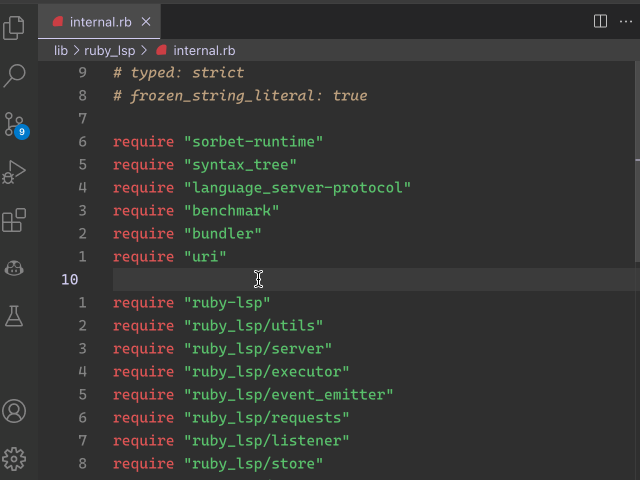 internal.rb
lib > ruby_lsp > internal.rb
9 # typed: strict
8 # frozen_string_literal: true
7
6 require "sorbet-runtime"
5 require "syntax_tree"
4 require "language_server-protocol"
3 require "benchmark"
2 require "bundler"
1 require "uri"
10
1 require "ruby-lsp"
2 require "ruby_lsp/utils"
3 require "ruby_lsp/server"
4 require "ruby_lsp/executor"
5 require "ruby_lsp/event_emitter"
6 require "ruby_lsp/requests"
7 require "ruby_lsp/listener"
8 require "ruby_lsp/store"
9